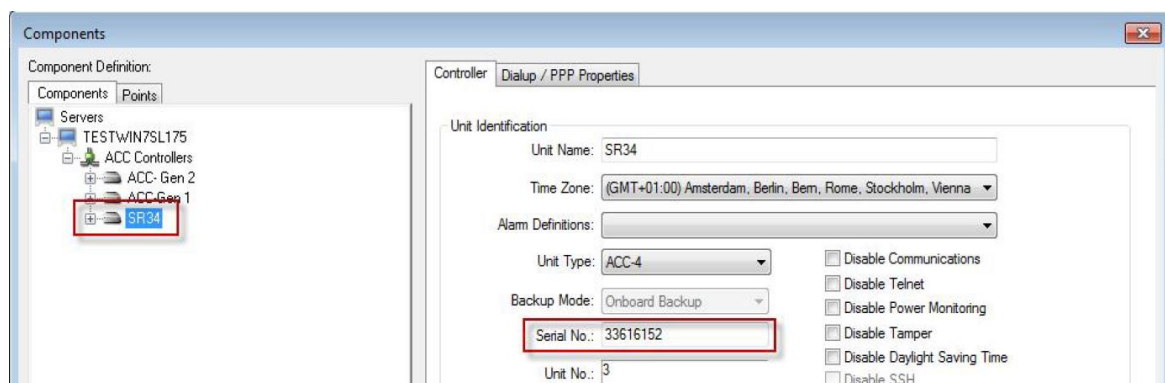 Components
Component Definition:
Components Points
Servers
TESTWIN7SL175
ACC Controllers
ACC- Gen 2
ACC-Gen 1
SR34
Controller Dialup / PPP Properties
Unit Identification
Unit Name: SR34
Time Zone: (GMT+01:00) Amsterdam, Berlin, Bern, Rome, Stockholm, Vienna
Alarm Definitions:
Unit Type: ACC-4
Backup Mode: Onboard Backup
Serial No.: 33616152
Unit No.: 3
Disable Communications
Disable Telnet
Disable Power Monitoring
Disable Tamper
Disable Daylight Saving Time
Disable SSH